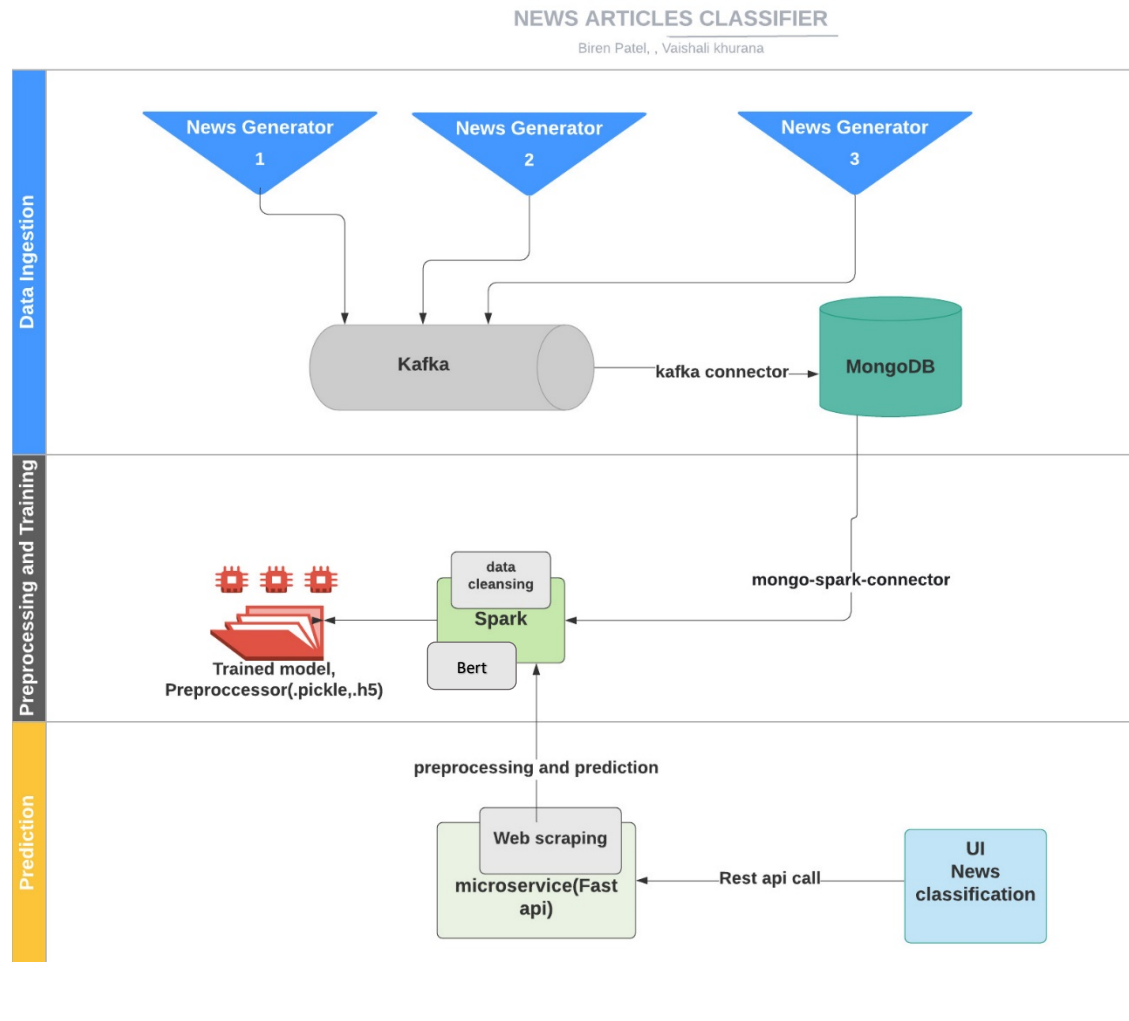 NEWS ARTICLES CLASSIFIER
Biren Patel, , Vaishali khurana
Data Ingestion
News Generator
1
News Generator
2
News Generator
3
Kafka
kafka connector
MongoDB
Preprocessing and Training
data
cleansing
Spark
Bert
Trained model,
Preproccessor(.pickle,.h5)
mongo-spark-connector
Prediction
preprocessing and prediction
Web scraping
microservice(Fast
api)
Rest api call
UI
News
classification